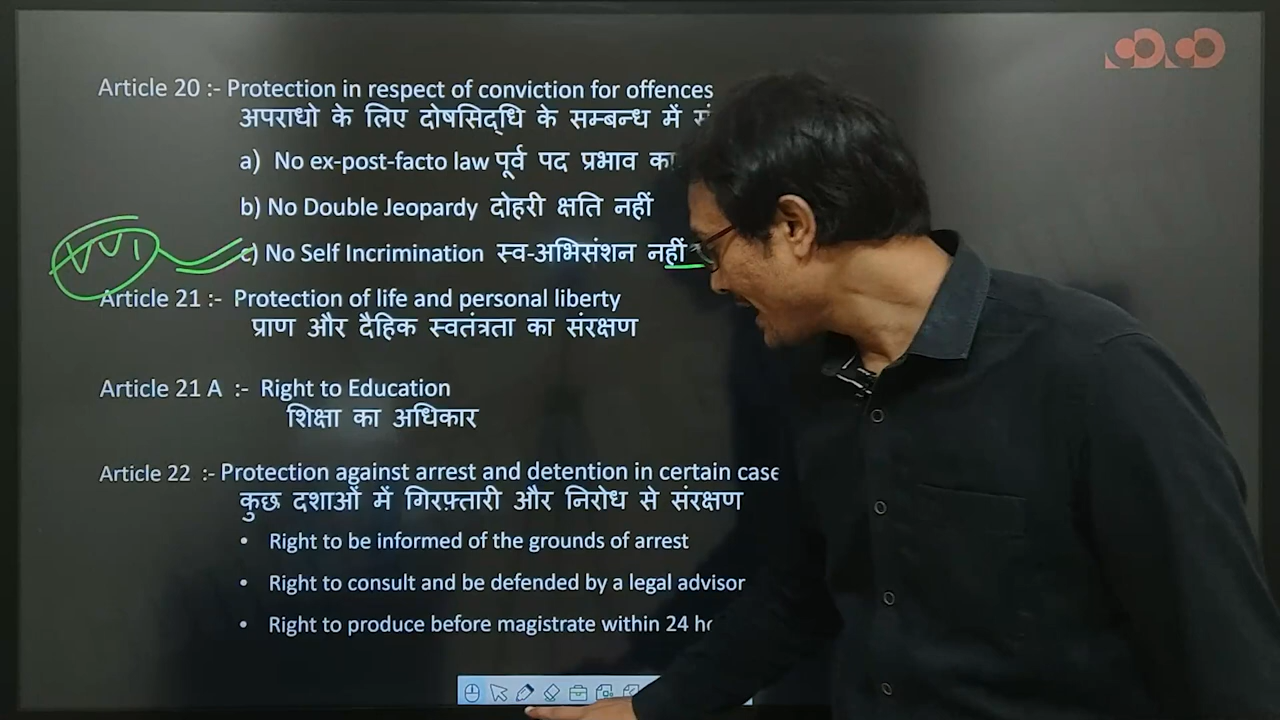 Article 20 :- Protection in respect of conviction for offences
अपराधो के लिए दोषसिद्धि के सम्बन्ध में
a) No ex-post-facto law पूर्व पद प्रभाव
b) No Double Jeopardy दोहरी क्षति नहीं
VVI c) No Self Incrimination स्व-अभिसंशन नहीं
Article 21 :- Protection of life and personal liberty
प्राण और दैहिक स्वतंत्रता का संरक्षण
Article 21 A :- Right to Education
शिक्षा का अधिकार
Article 22 :- Protection against arrest and detention in certain case
कुछ दशाओं में गिरफ़्तारी और निरोध से संरक्षण
• Right to be informed of the grounds of arrest
• Right to consult and be defended by a legal advisor
• Right to produce before magistrate within 24